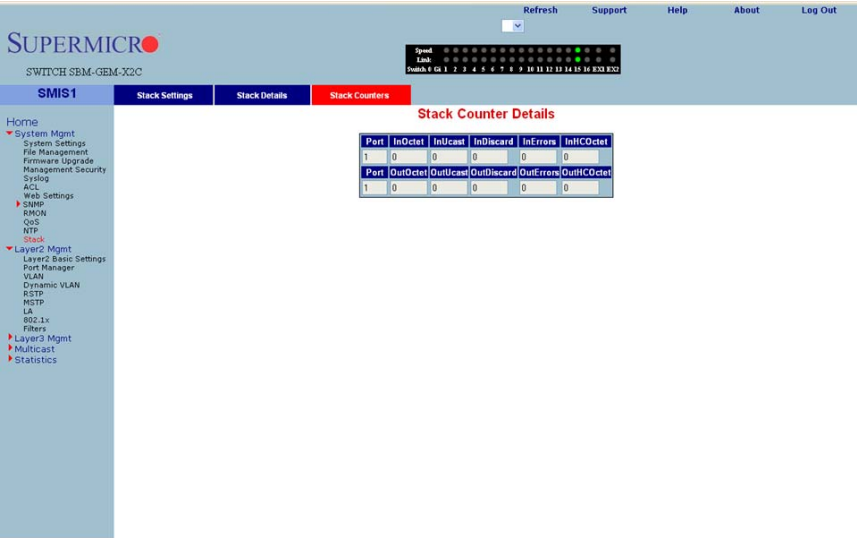 Refresh Support Help About Log Out
SUPERMICRO
SWITCH SBM-GEM-X2C
Speed
Link
Switch 0 Gi 1 2 3 4 5 6 7 8 9 10 11 12 13 14 15 16 EX1 EX2
SMIS1
Stack Settings Stack Details Stack Counters
Stack Counter Details
Port InOctet InUcast InDiscard InErrors InHCOctet
1 0 0 0 0 0
Port OutOctet OutUcast OutDiscard OutErrors OutHCOctet
1 0 0 0 0 0
Home
System Mgmt
System Settings
File Management
Firmware Upgrade
Management Security
Syslog
ACL
Web Settings
SNMP
RMON
QoS
NTP
Stack
Layer2 Mgmt
Layer2 Basic Settings
Port Manager
VLAN
Dynamic VLAN
RSTP
MSTP
LA
802.1x
Filters
Layer3 Mgmt
Multicast
Statistics